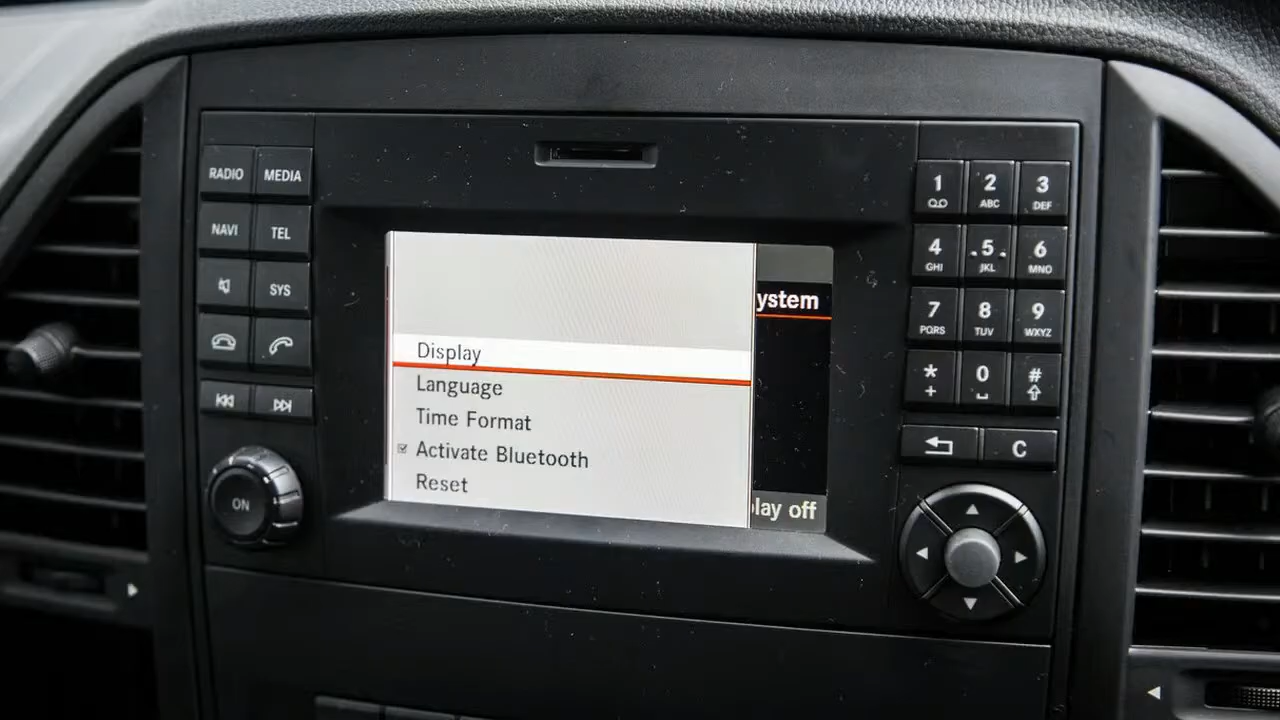 RADIO MEDIA
NAVI TEL
SYS
ON
Display
Language
Time Format
Activate Bluetooth
Reset
ystem
lay off
1 2 ABC 3 DEF
4 GHI 5 JKL 6 MNO
7 PQRS 8 TUV 9 WXYZ
* + 0 #
C